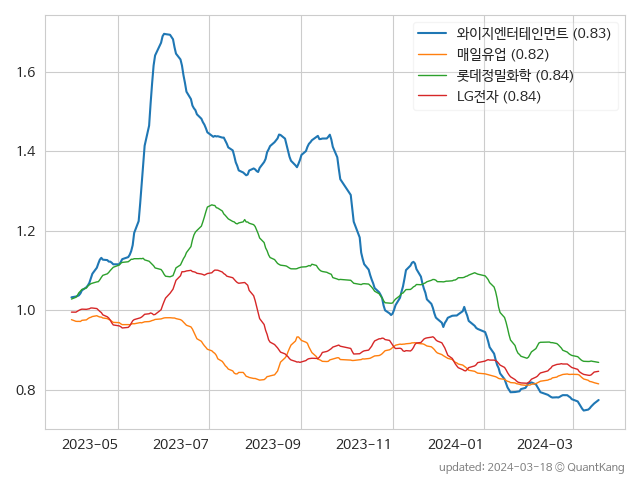 와이지엔터테인먼트 (0.83)
매일유업 (0.82)
롯데정밀화학 (0.84)
LG전자 (0.84)
1.6
1.4
1.2
1.0
0.8
2023-05 2023-07 2023-09 2023-11 2024-01 2024-03
updated: 2024-03-18 © QuantKang